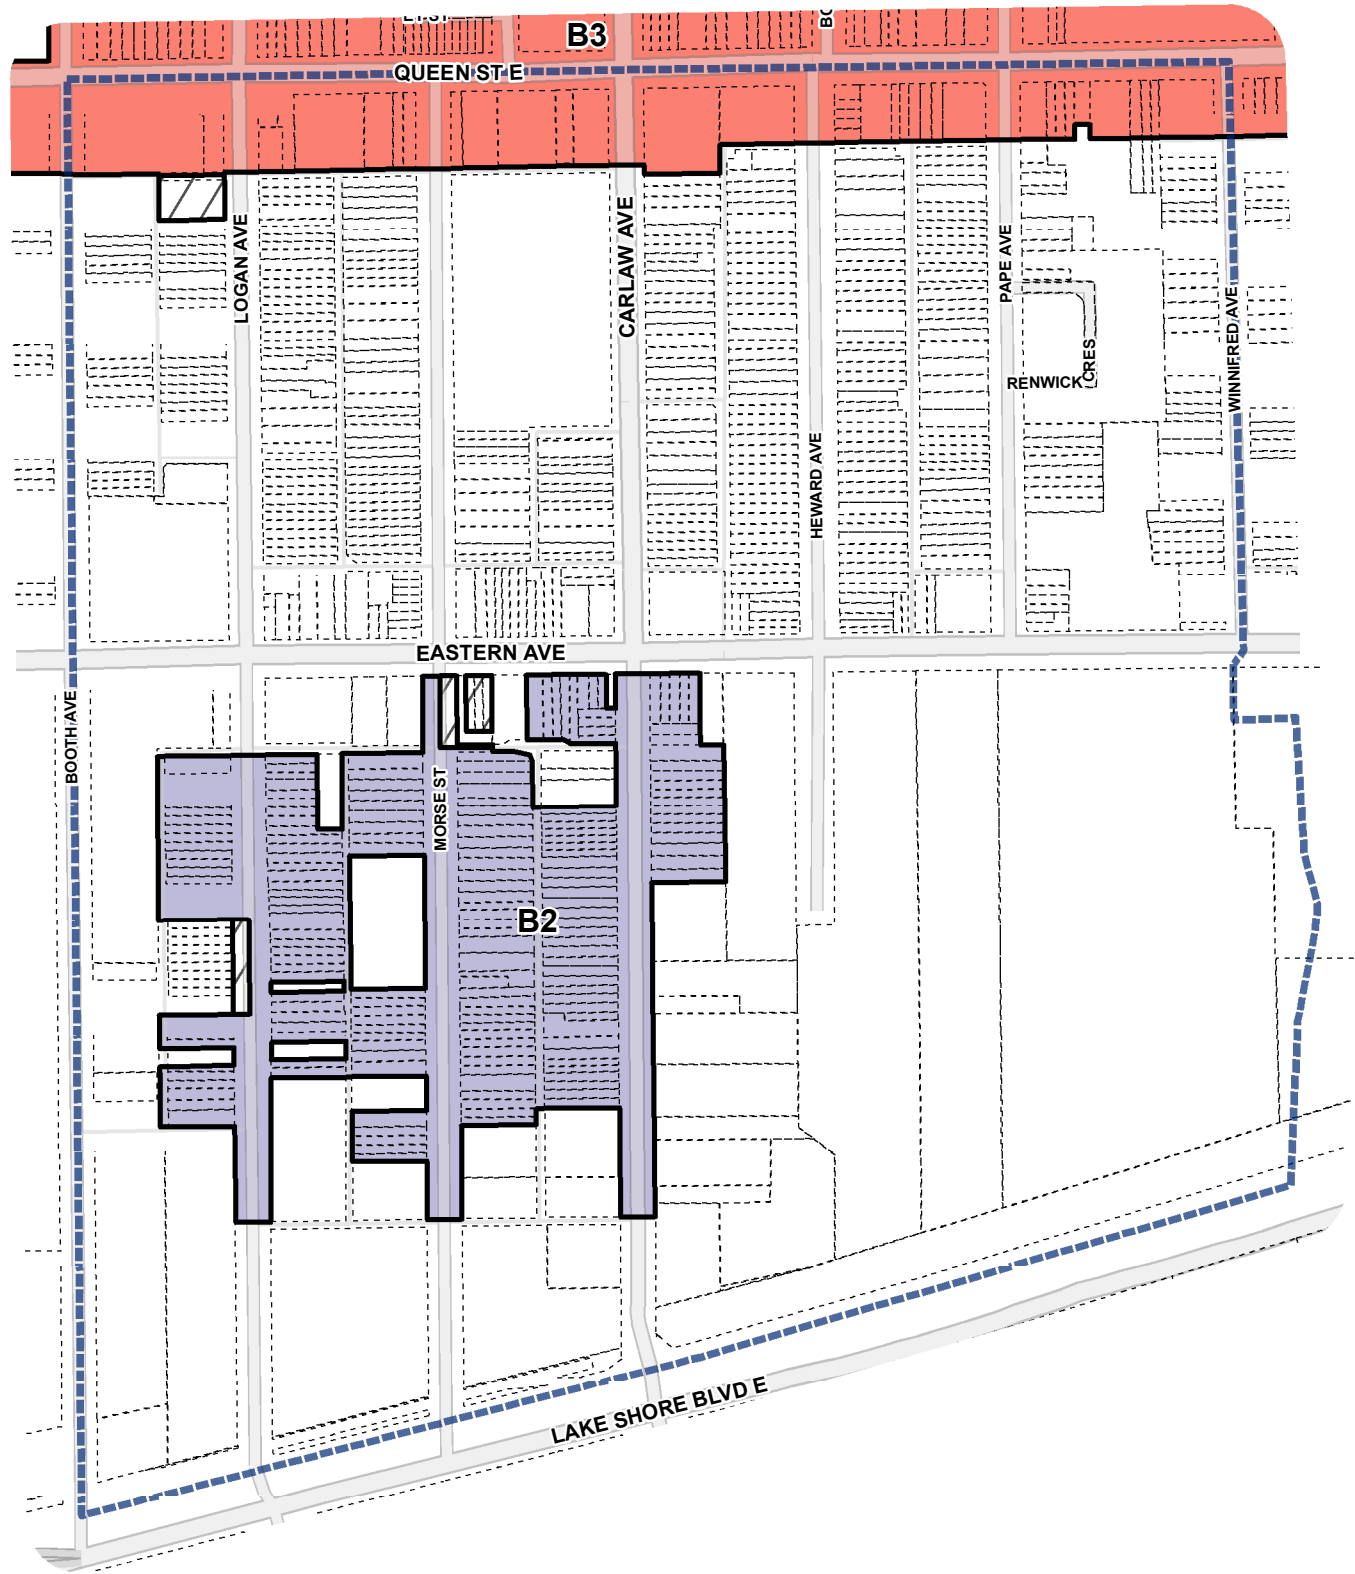 B3
QUEEN ST E
LOGAN AVE
CARLAW AVE
PAPE AVE
WINNIFRED AVE
RENWICK CRES
HEWARD AVE
EASTERN AVE
BOOTH AVE
MORSE ST
B2
LAKE SHORE BLVD E